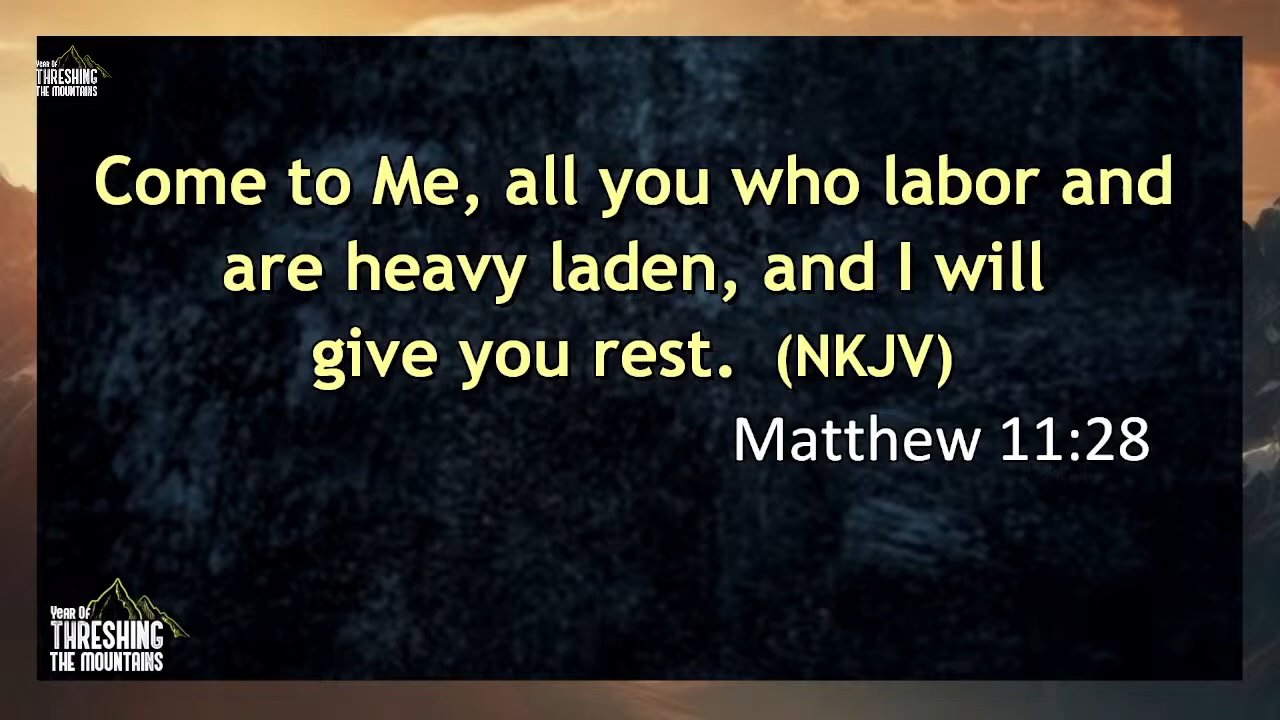 Year Of
THRESHING
THE MOUNTAINS
Come to Me, all you who labor and
are heavy laden, and I will
give you rest. (NKJV)
Matthew 11:28
Year Of
THRESHING
THE MOUNTAINS